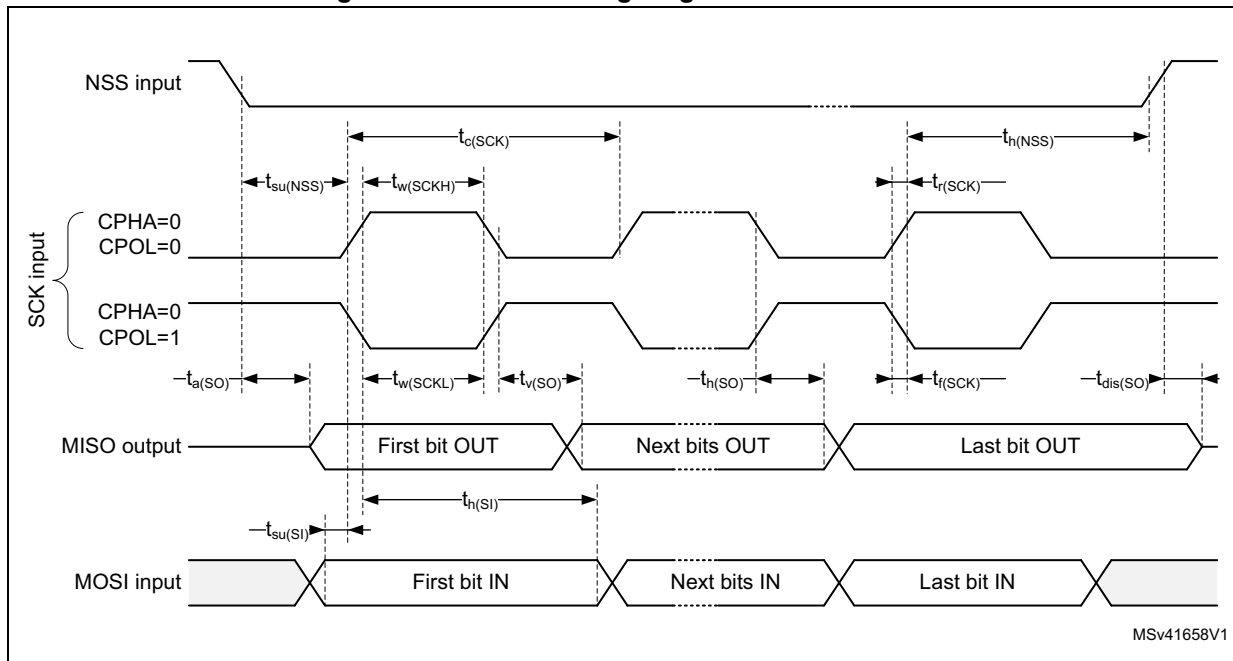 NSS input
tc(SCK)
th(NSS)
tsu(NSS)
tw(SCKH)
tr(SCK)
SCK input
CPHA=0
CPOL=0
CPHA=0
CPOL=1
ta(SO)
tw(SCKL)
tv(SO)
th(SO)
tf(SCK)
tdis(SO)
MISO output
First bit OUT
Next bits OUT
Last bit OUT
th(SI)
tsu(SI)
MOSI input
First bit IN
Next bits IN
Last bit IN
MSv41658V1